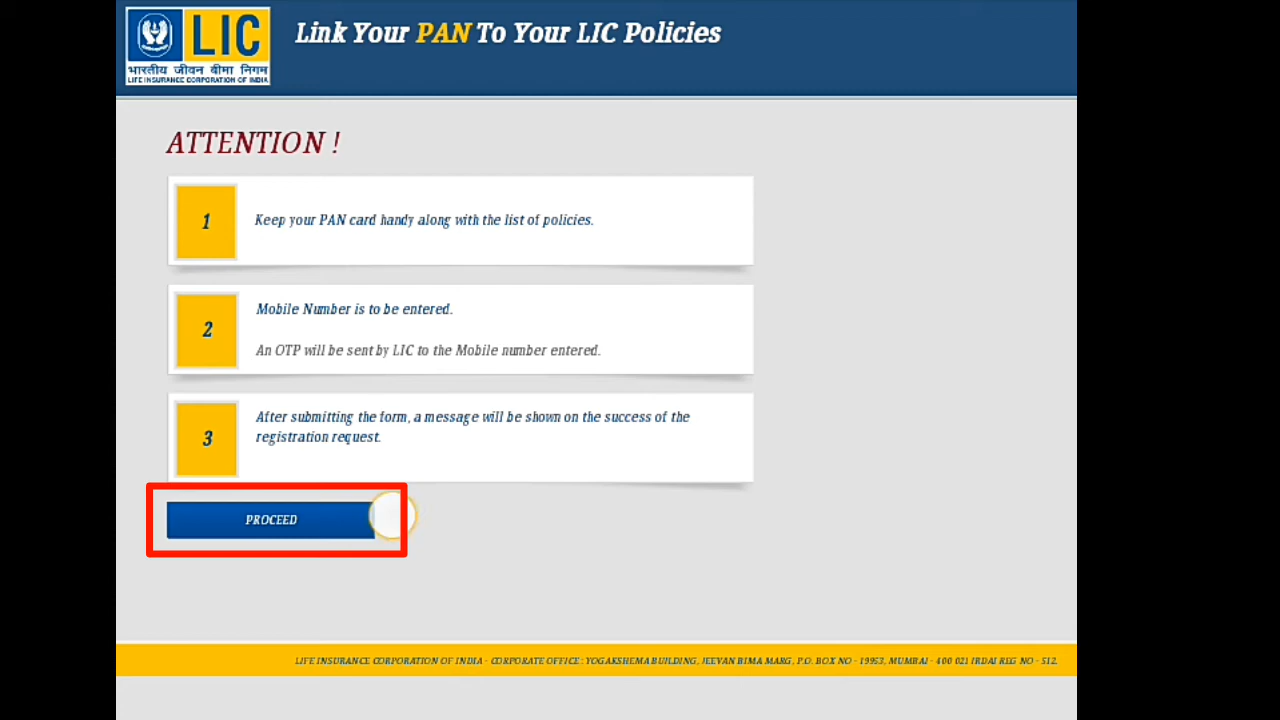 LIC
भारतीय जीवन बीमा निगम
LIFE INSURANCE CORPORATION OF INDIA
Link Your PAN To Your LIC Policies
ATTENTION !
1
Keep your PAN card handy along with the list of policies.
2
Mobile Number is to be entered.
An OTP will be sent by LIC to the Mobile number entered.
3
After submitting the form, a message will be shown on the success of the
registration request.
PROCEED
LIFE INSURANCE CORPORATION OF INDIA - CORPORATE OFFICE : YOGAKSHEMA BUILDING, JEEVAN BIMA MARG, P.O. BOX NO - 19953, MUMBAI - 400 021 IRDAI REG NO - 512.